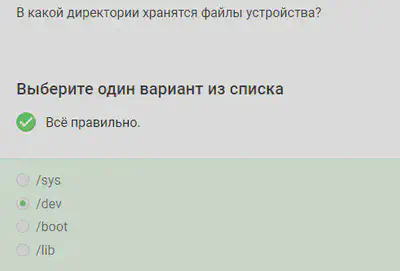 В какой директории хранятся файлы устройства?
Выберите один вариант из списка
Всё правильно.
/sys
/dev
/boot
/lib